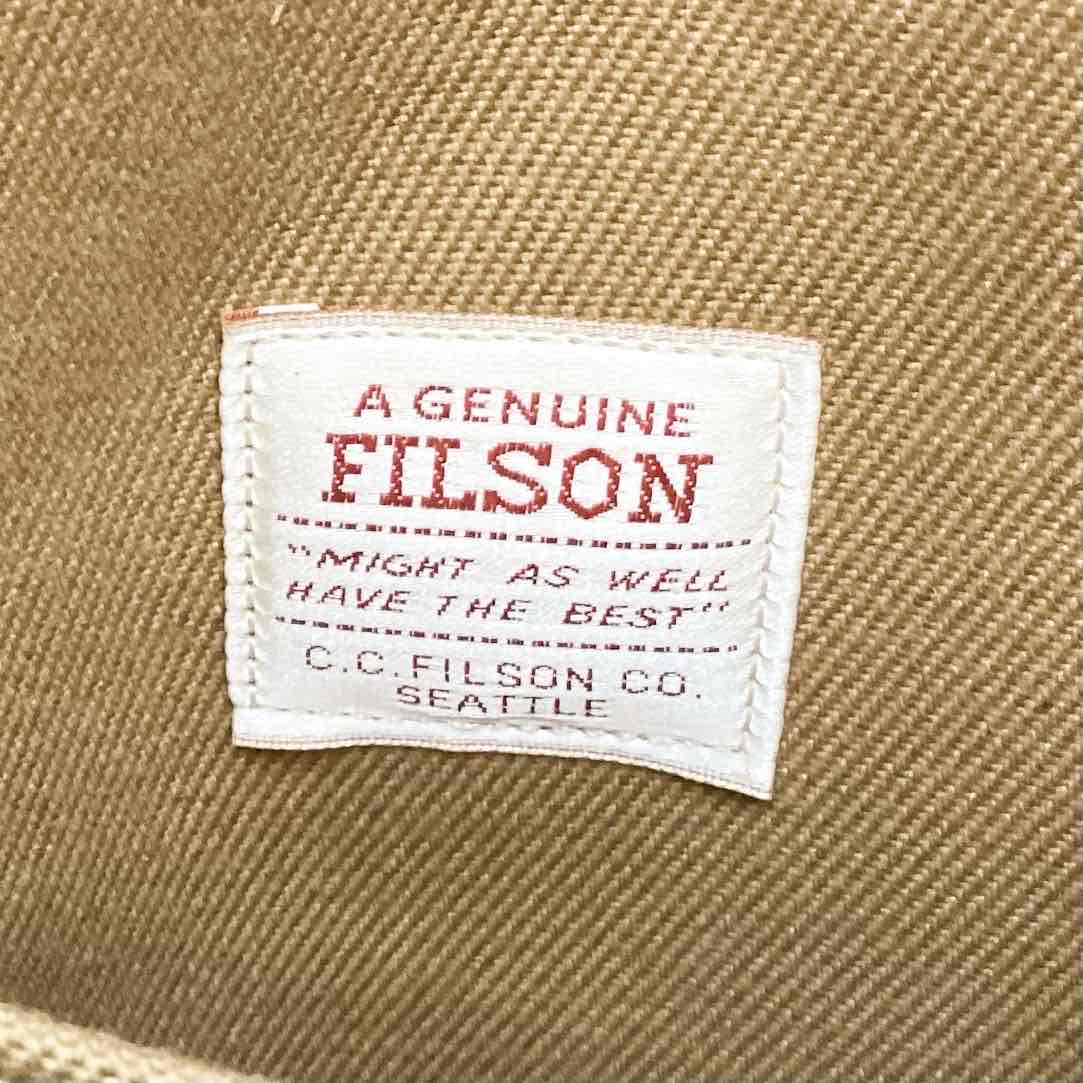 A GENUINE
FILSON
"MIGHT AS WELL
HAVE THE BEST"
C.C.FILSON CO.
SEATTLE